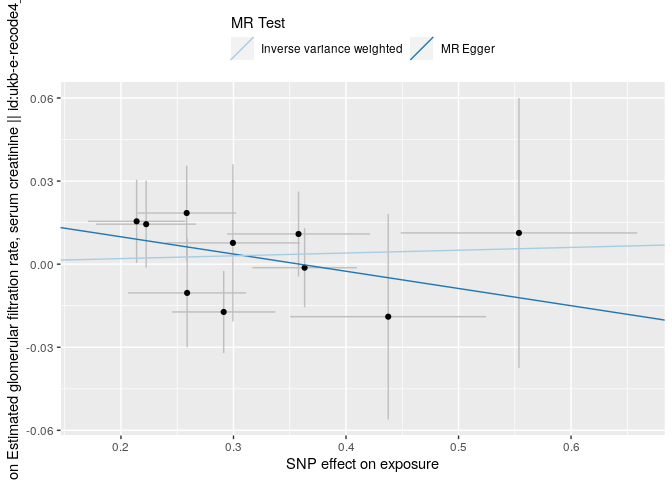 MR Test
Inverse variance weighted
MR Egger
on Estimated glomerular filtration rate, serum creatinine || id:ukb-e-recode4_
0.06
0.03
0.00
-0.03
-0.06
0.2
0.3
0.4
0.5
0.6
SNP effect on exposure